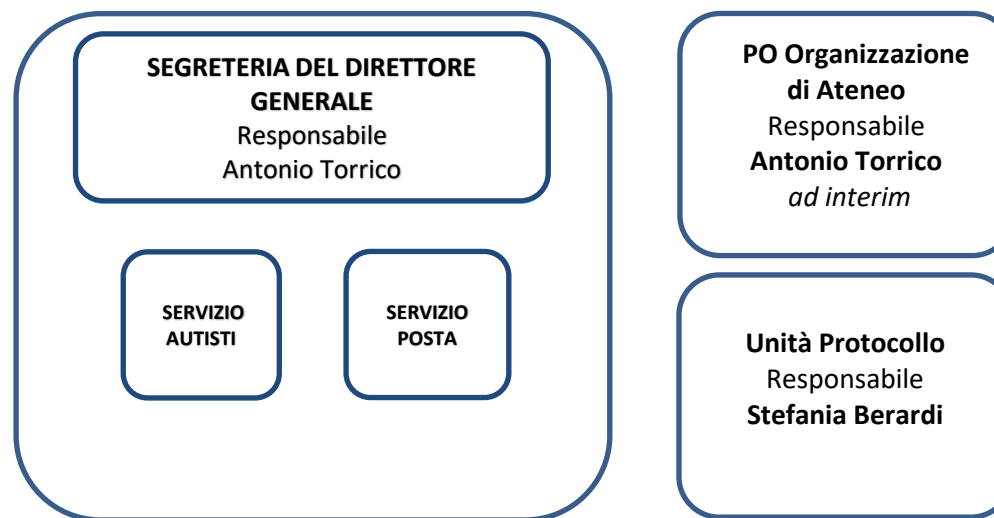 SEGRETERIA DEL DIRETTORE
GENERALE
Responsabile
Antonio Torrico
SERVIZIO
AUTISTI
SERVIZIO
POSTA
PO Organizzazione
di Ateneo
Responsabile
Antonio Torrico
ad interim
Unità Protocollo
Responsabile
Stefania Berardi